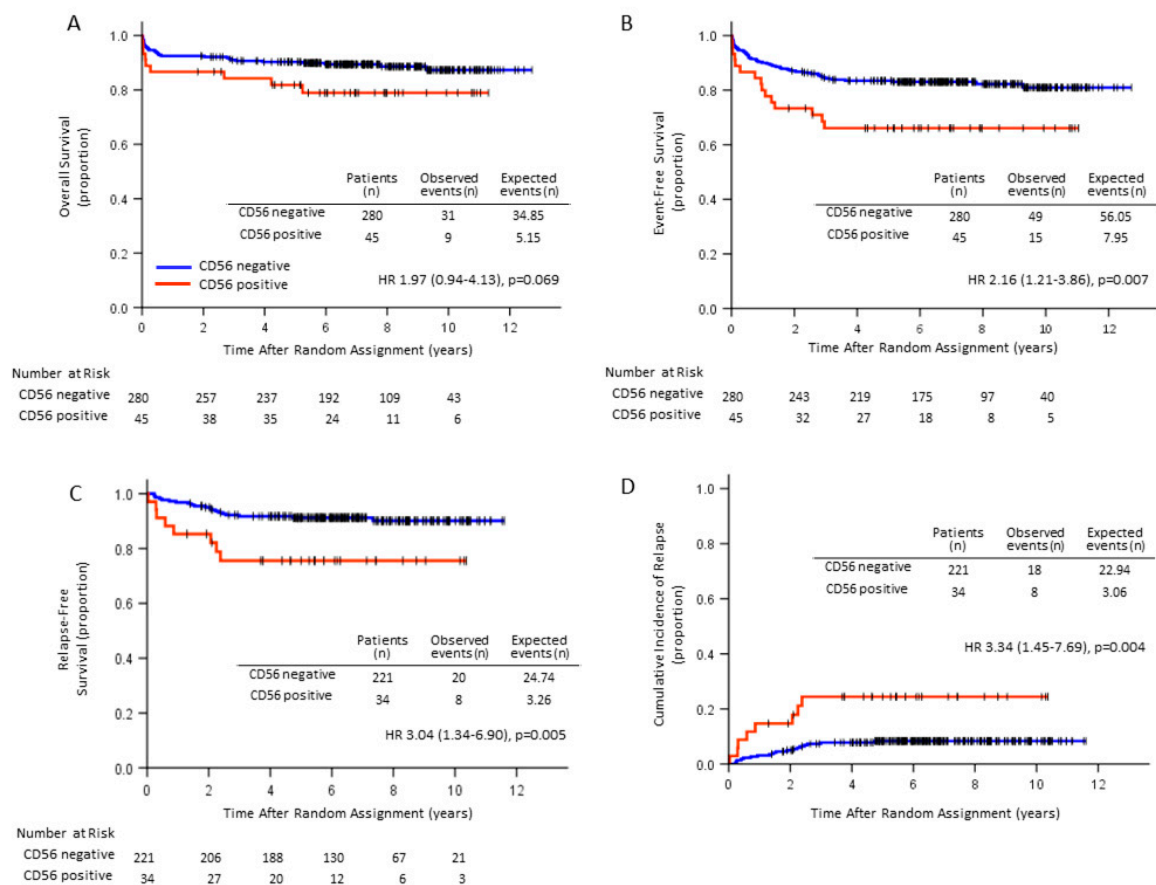 A
1.0
0.8
0.6
0.4
0.2
0.0
Overall Survival
(proportion)
Patients
(n)
Observed
events(n)
Expected
events(n)
CD56 negative 280 31 34.85
CD56 positive 45 9 5.15
CD56 negative
CD56 positive
HR 1.97 (0.94-4.13), p=0.069
0 2 4 6 8 10 12
Time After Random Assignment (years)
Number at Risk
CD56 negative 280 257 237 192 109 43
CD56 positive 45 38 35 24 11 6
B
1.0
0.8
0.6
0.4
0.2
0.0
Event-Free Survival
(proportion)
Patients
(n)
Observed
events(n)
Expected
events(n)
CD56 negative 280 49 56.05
CD56 positive 45 15 7.95
HR 2.16 (1.21-3.86), p=0.007
0 2 4 6 8 10 12
Time After Random Assignment (years)
Number at Risk
CD56 negative 280 243 219 175 97 40
CD56 positive 45 32 27 18 8 5
C
1.0
0.8
0.6
0.4
0.2
0.0
Relapse-Free
Survival (proportion)
Patients
(n)
Observed
events(n)
Expected
events(n)
CD56 negative 221 20 24.74
CD56 positive 34 8 3.26
HR 3.04 (1.34-6.90), p=0.005
0 2 4 6 8 10 12
Time After Random Assignment (years)
Number at Risk
CD56 negative 221 206 188 130 67 21
CD56 positive 34 27 20 12 6 3
D
1.0
0.8
0.6
0.4
0.2
0.0
Cumulative Incidence of Relapse
(proportion)
Patients
(n)
Observed
events(n)
Expected
events(n)
CD56 negative 221 18 22.94
CD56 positive 34 8 3.06
HR 3.34 (1.45-7.69), p=0.004
0 2 4 6 8 10 12
Time After Random Assignment (years)